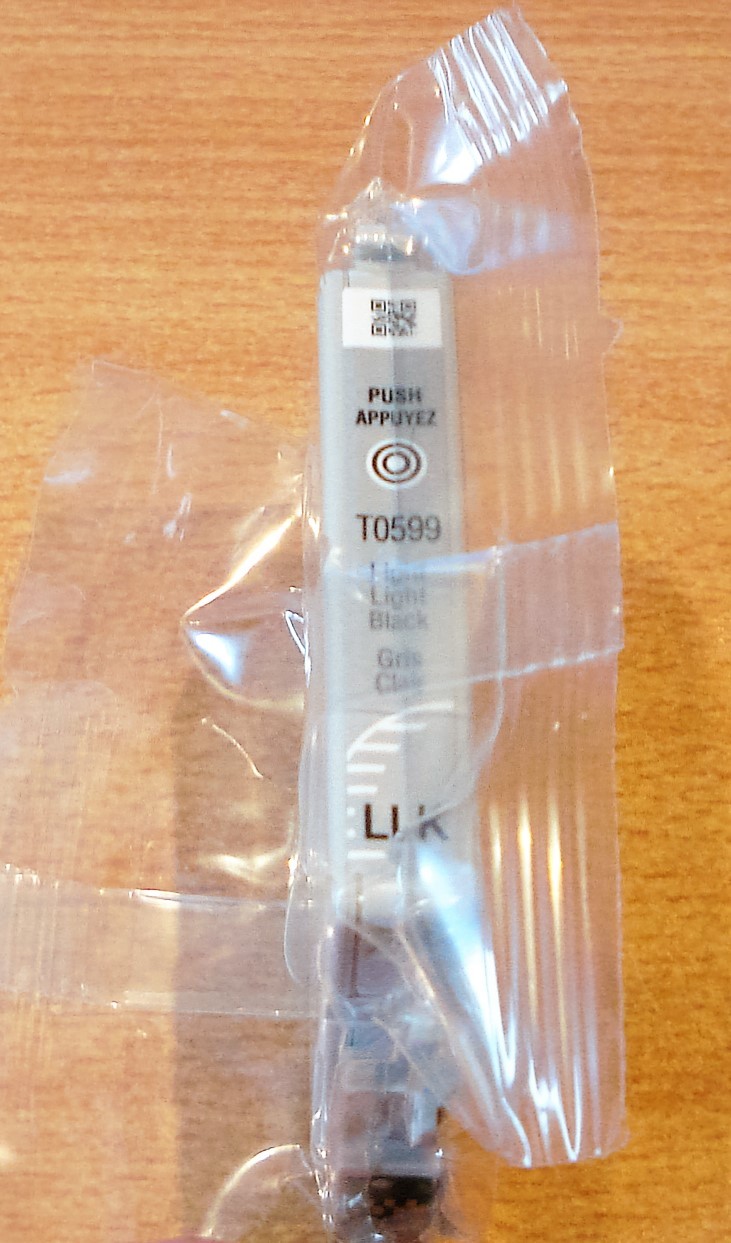 PUSH
APPUYEZ
T0599
Light
Light
Black
Gris
Clair
LLK